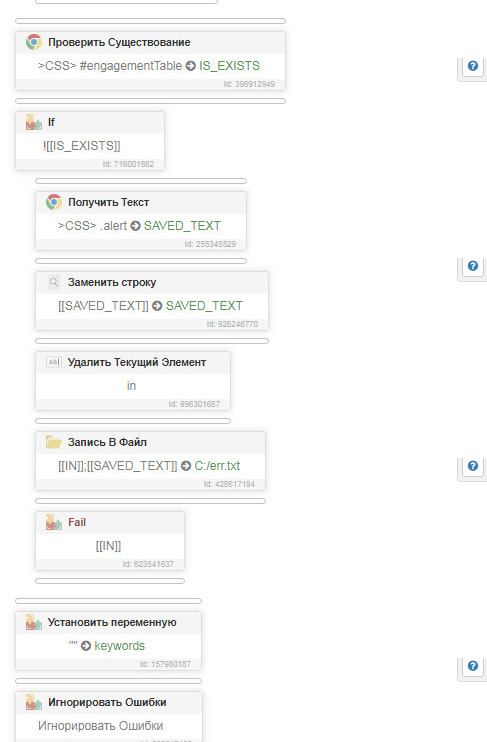 Проверить Существование
>CSS> #engagementTable IS_EXISTS
Id: 398912949
If
![[IS_EXISTS]]
Id: 716001882
Получить Текст
>CSS> .alert SAVED_TEXT
Id: 255345529
Заменить строку
[[SAVED_TEXT]] SAVED_TEXT
Id: 926246770
Удалить Текущий Элемент
in
Id: 996301687
Запись В Файл
[[IN]];[[SAVED_TEXT]] C:/err.txt
Id: 428617194
Fail
[[IN]]
Id: 623541637
Установить переменную
"" keywords
Id: 157980187
Игнорировать Ошибки
Игнорировать Ошибки